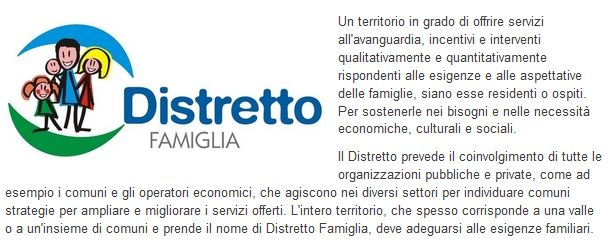 Distretto
FAMIGLIA
Un territorio in grado di offrire servizi
all'avanguardia, incentivi e interventi
qualitativamente e quantitativamente
rispondenti alle esigenze e alle aspettative
delle famiglie, siano esse residenti o ospiti.
Per sostenerle nei bisogni e nelle necessità
economiche, culturali e sociali.
Il Distretto prevede il coinvolgimento di tutte le
organizzazioni pubbliche e private, come ad
esempio i comuni e gli operatori economici, che agiscono nei diversi settori per individuare comuni
strategie per ampliare e migliorare i servizi offerti. L'intero territorio, che spesso corrisponde a una valle
o a un'insieme di comuni e prende il nome di Distretto Famiglia, deve adeguarsi alle esigenze familiari.